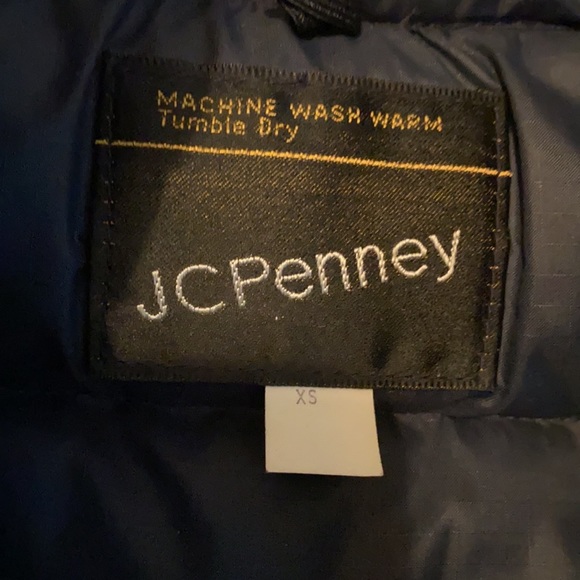 MACHINE WASH WARM
Tumble Dry
JCPenney
XS